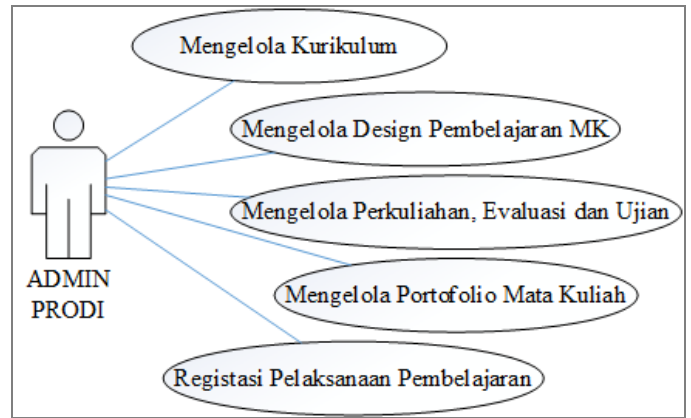 Mengelola Kurikulum
Mengelola Design Pembelajaran MK
Mengelola Perkuliahan, Evaluasi dan Ujian
ADMIN
PRODI
Mengelola Portofolio Mata Kuliah
Registasi Pelaksanaan Pembelajaran